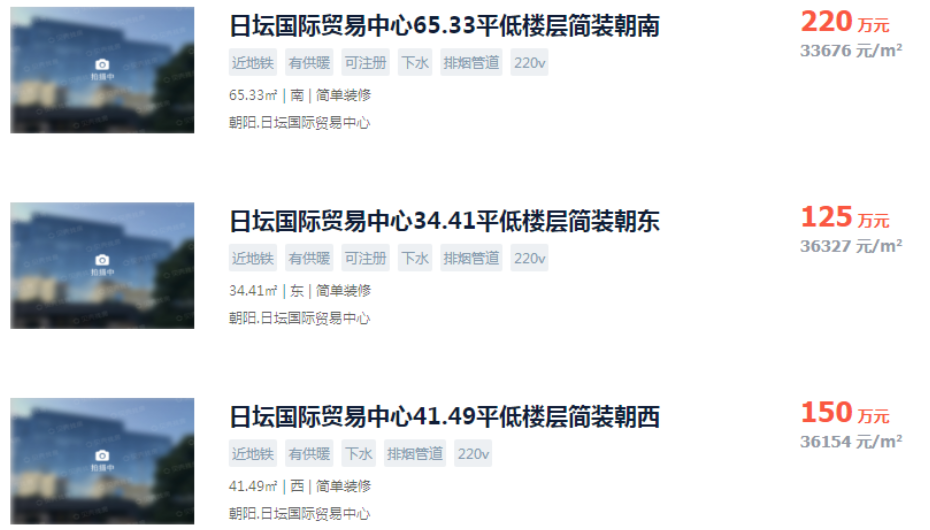 日坛国际贸易中心65.33平低楼层简装朝南
220 万元
33676 元/m²
近地铁 有供暖 可注册 下水 排烟管道 220v
拍摄中
65.33㎡ | 南 | 简单装修
朝阳.日坛国际贸易中心
日坛国际贸易中心34.41平低楼层简装朝东
125 万元
36327 元/m²
近地铁 有供暖 可注册 下水 排烟管道 220v
拍摄中
34.41㎡ | 东 | 简单装修
朝阳.日坛国际贸易中心
日坛国际贸易中心41.49平低楼层简装朝西
150 万元
36154 元/m²
近地铁 有供暖 下水 排烟管道 220v
拍摄中
41.49㎡ | 西 | 简单装修
朝阳.日坛国际贸易中心